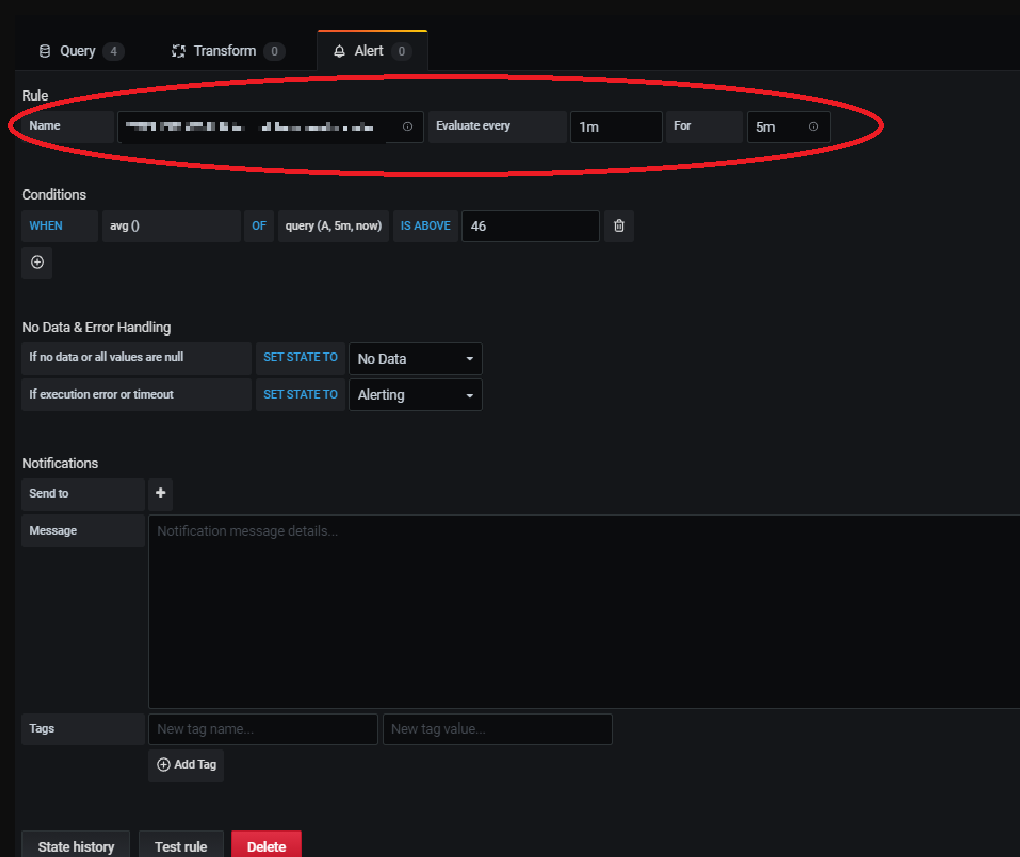 Query 4 Transform 0 Alert 0
Rule
Name Evaluate every 1m For 5m
Conditions
WHEN avg () OF query (A, 5m, now) IS ABOVE 46
No Data & Error Handling
If no data or all values are null SET STATE TO No Data
If execution error or timeout SET STATE TO Alerting
Notifications
Send to
Message Notification message details...
Tags New tag name... New tag value...
Add Tag
State history Test rule Delete